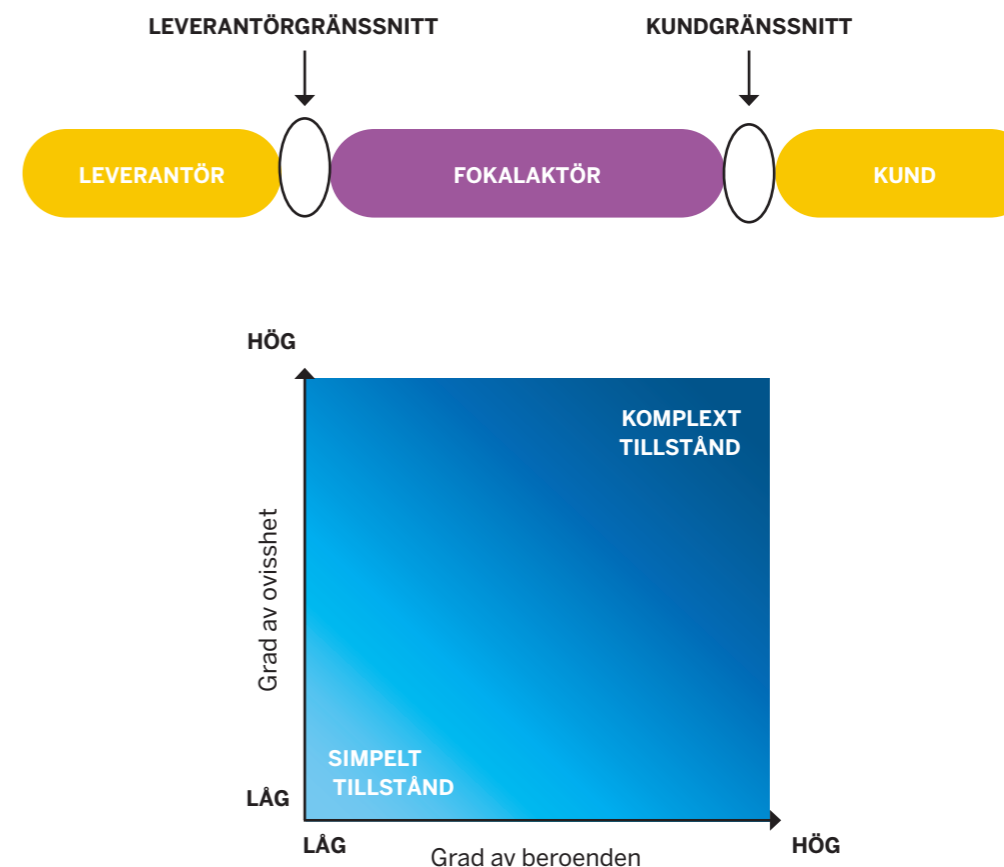 LEVERANTÖRGRÄNSSNITT
KUNDGRÄNSSNITT
LEVERANTÖR
FOKALAKTÖR
KUND
HÖG
KOMPLEXT
TILLSTÅND
Grad av ovisshet
SIMPELT
TILLSTÅND
LÅG
LÅG
HÖG
Grad av beroenden